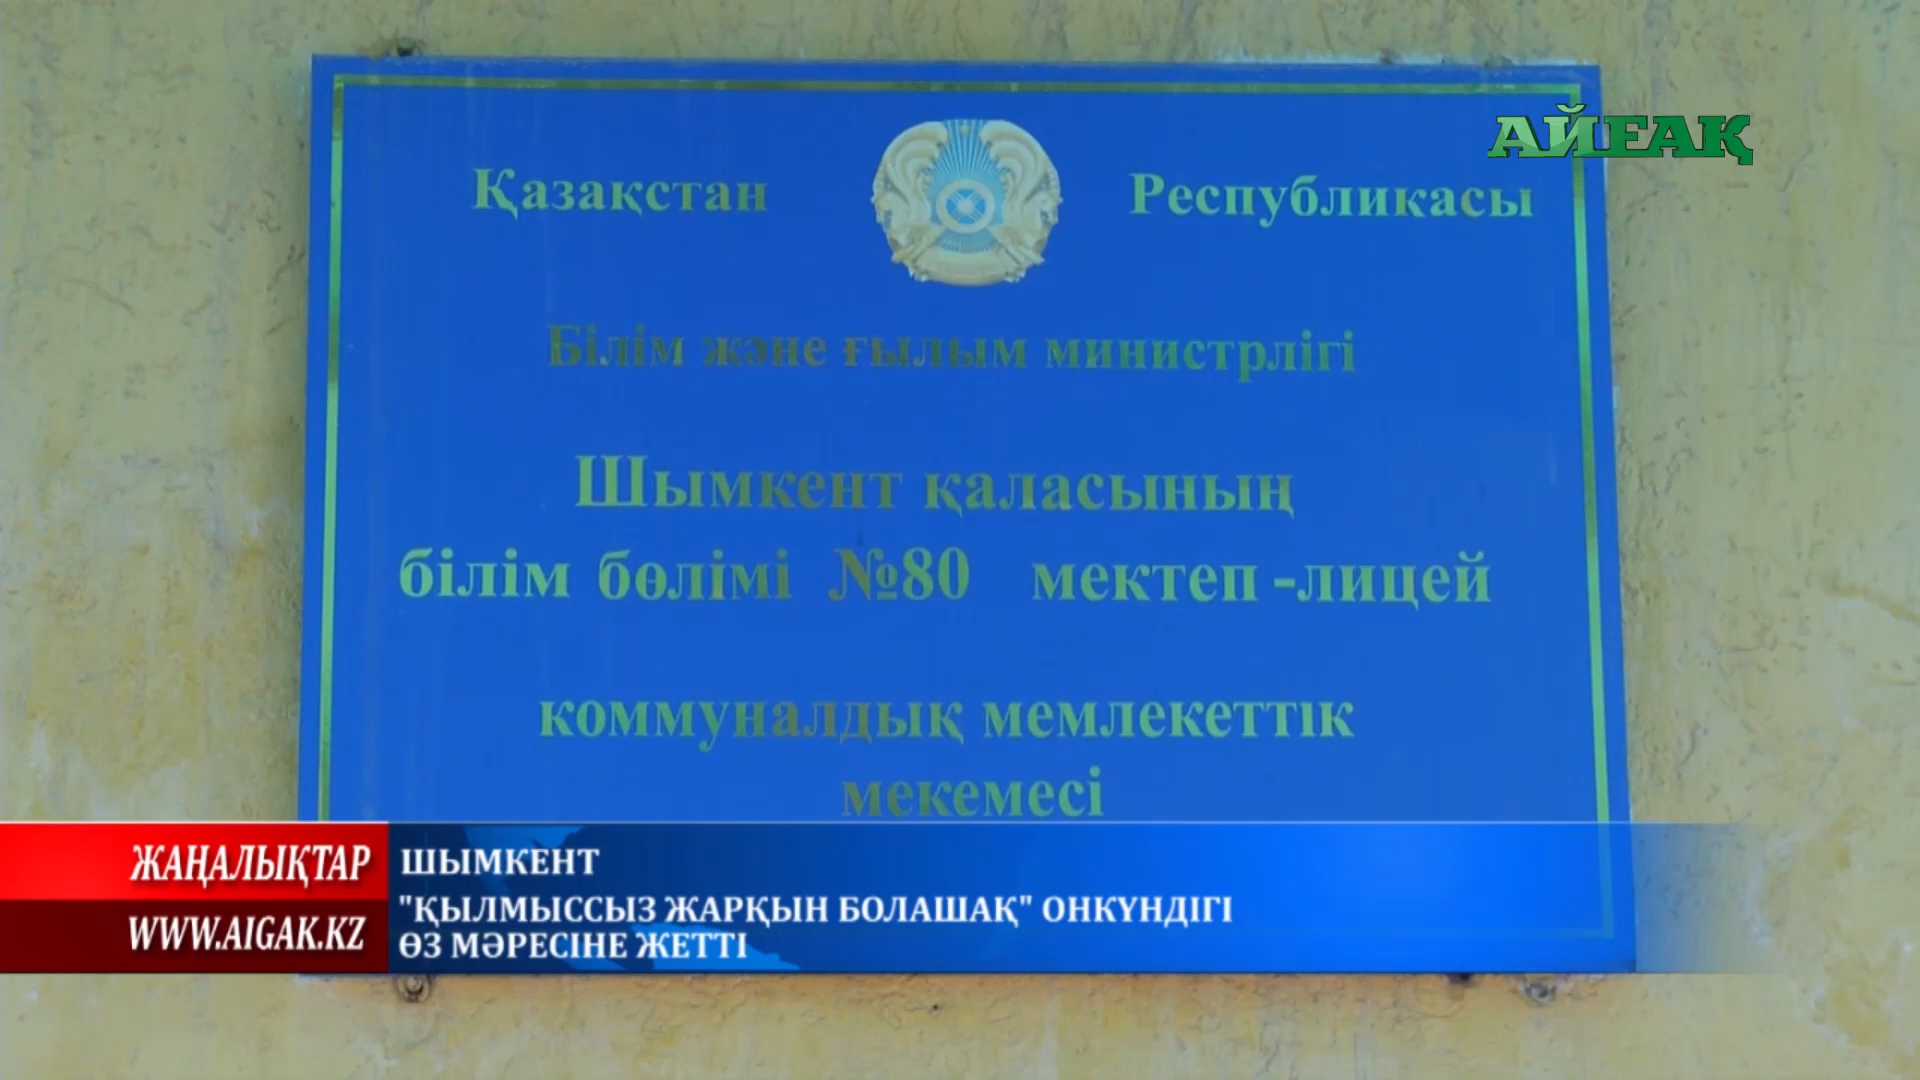 АЙҒАҚ
Қазақстан Республикасы
Білім және ғылым министрлігі
Шымкент қаласының
білім бөлімі №80 мектеп -лицей
коммуналдық мемлекеттік
мекемесі
ЖАҢАЛЫҚТАР
WWW.AIGAK.KZ
ШЫМКЕНТ
"ҚЫЛМЫССЫЗ ЖАРҚЫН БОЛАШАҚ" ОНКҮНДІГІ
ӨЗ МӘРЕСІНЕ ЖЕТТІ